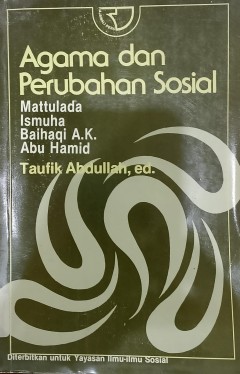 Agama dan
Perubahan Sosial
Mattulada
Ismuha
Baihaqi A.K.
Abu Hamid
Taufik Abdullah, ed.
Diterbitkan untuk Yayasan Ilmu-Ilmu Sosial